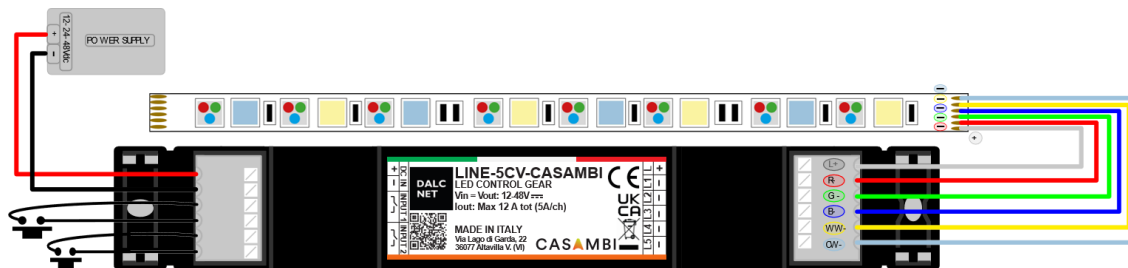 12- 24- 48Vdc
+
-
POWER SUPPLY
+
+
-
DC IN
INPUT 1
INPUT 2
DALC
NET
LINE-5CV-CASAMBI
LED CONTROL GEAR
Vin = Vout: 12-48V
Iout: Max 12 A tot (5A/ch)
MADE IN ITALY
Via Lago di Garda, 22
36077 Altavilla V. (VI)
CASAMBI
CE
UK
CA
L
L1
L2
L3
L4
L5
+
-
-
-
-
-
L+
R-
G -
B-
WW-
CW-